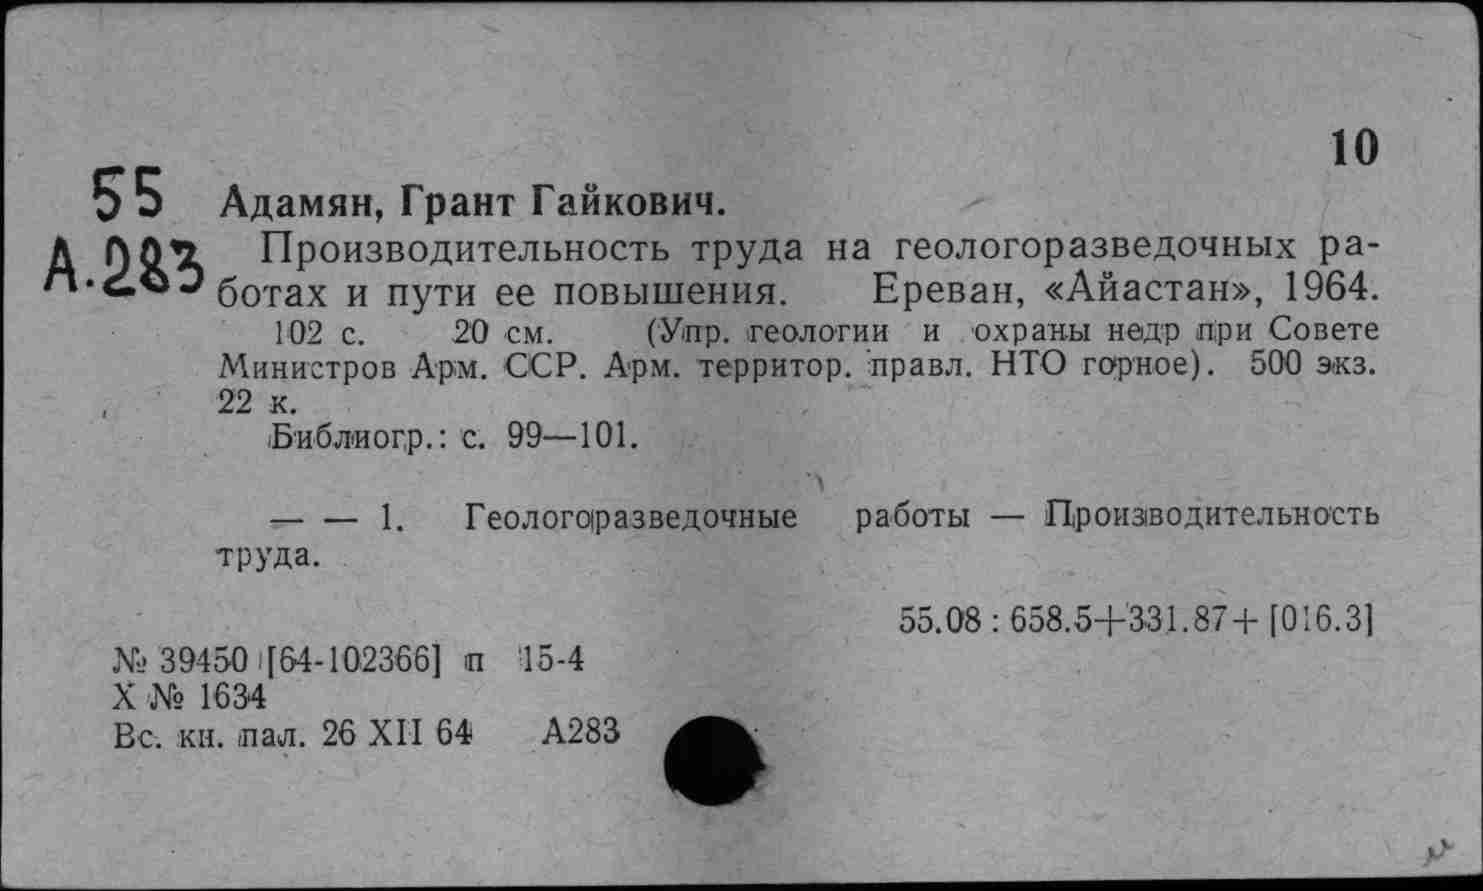 10
55 Адамян, Грант Гайкович.
А.283 Производительность труда на геологоразведочных ра-
ботах и пути ее повышения. Ереван, «Айастан», 1964.
102 с. 20 см. (Упр. геологии и охраны недр при Совете
Министров Арм. ССР. Арм. территор. правл. НТО горное). 500 экз.
22 к.
Библиогр.: с. 99—101.
— — 1. Геологоразведочные работы — Производительность
труда.
55.08 : 658.5+331.87+ [016.3]
№ 39450 [64-102366] п 15-4
X № 1634
Вс. кн. пал. 26 XII 64 А283